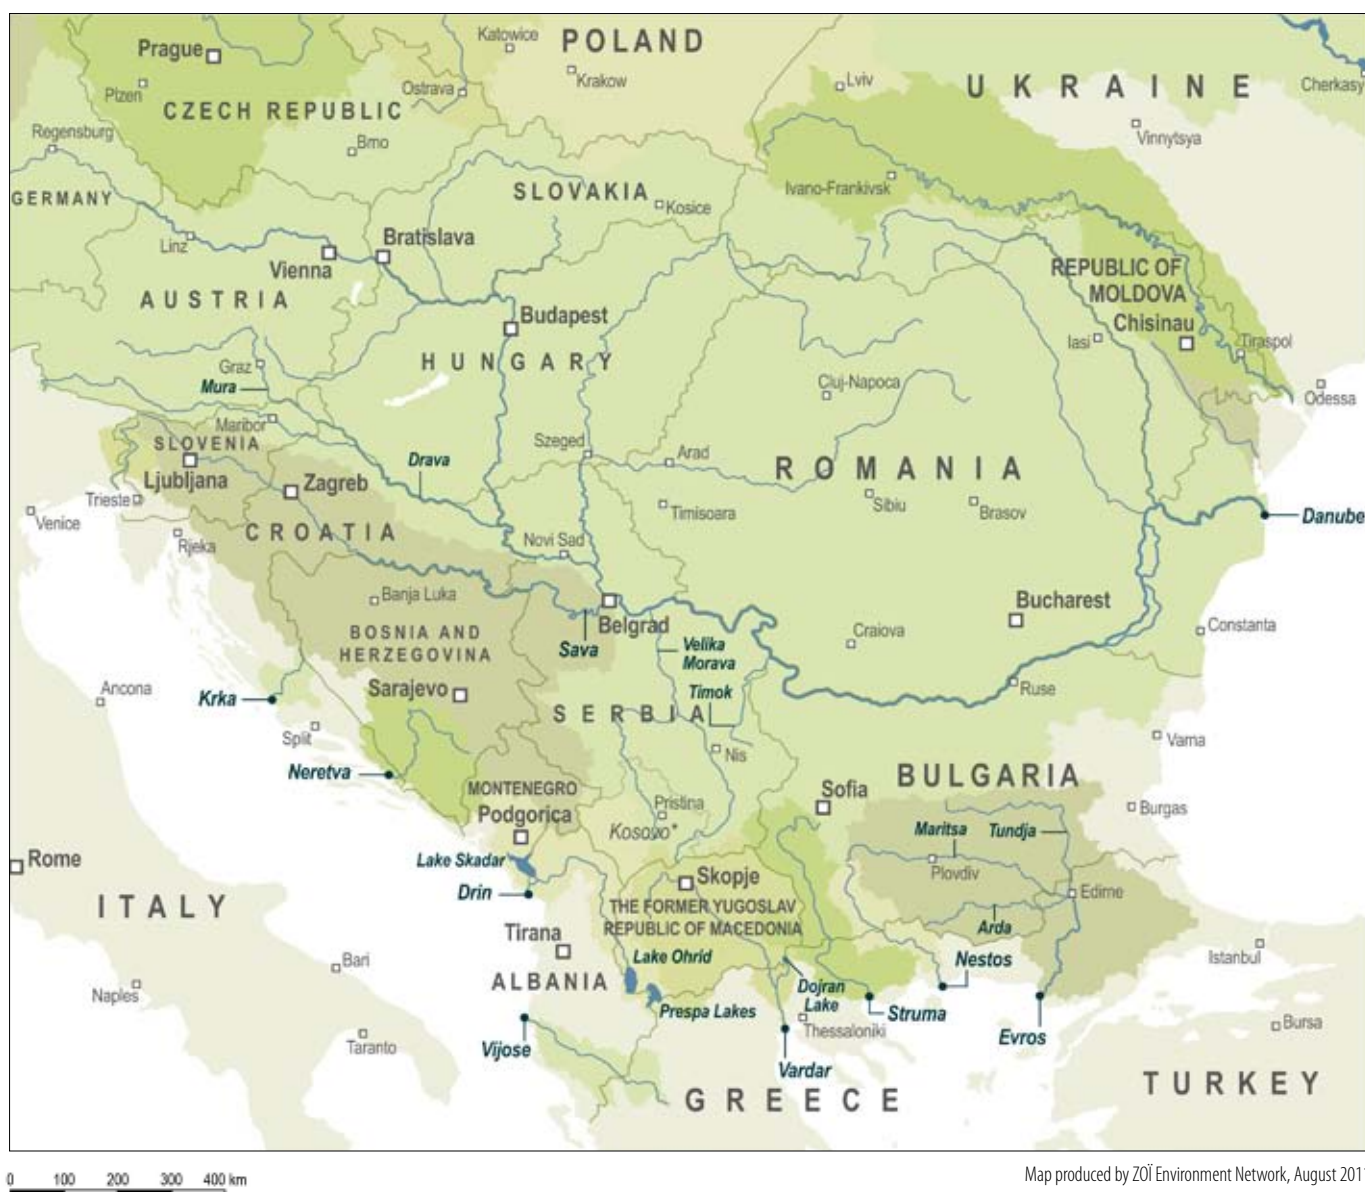 Katowice
POLAND
Prague
Krakow
Lviv
UKRAINE
Cherkasy
Plzen
Ostrava
CZECH REPUBLIC
Regensburg
Brno
Vinnytsya
GERMANY
SLOVAKIA
Kosice
Ivano-Frankivsk
Linz
Bratislava
Vienna
REPUBLIC OF
MOLDOVA
AUSTRIA
Budapest
Chisinau
Iasi
Tiraspol
Graz
HUNGARY
Mura
Cluj-Napoca
Odessa
Maribor
SLOVENIA
Szeged
Arad
Drava
ROMANIA
Ljubljana
Zagreb
Trieste
Sibiu
Brasov
Timisoara
Venice
Danube
CROATIA
Rjeka
Novi Sad
Banja Luka
Bucharest
Belgrad
Craiova
Constanta
BOSNIA AND
HERZEGOVINA
Sava
Velika
Morava
Ancona
Krka
Sarajevo
Timok
Ruse
SERBIA
Split
Varna
Nis
Neretva
BULGARIA
MONTENEGRO
Podgorica
Sofia
Pristina
Kosovo*
Burgas
Maritsa
Tundja
Rome
Lake Skadar
Plovdiv
Skopje
Drin
Edirne
ITALY
THE FORMER YUGOSLAV
REPUBLIC OF MACEDONIA
Arda
Tirana
Lake Ohrid
Nestos
Istanbul
Bari
ALBANIA
Naples
Dojran
Lake
Prespa Lakes
Struma
Bursa
Thessaloniki
Taranto
Vijose
Evros
Vardar
GREECE
TURKEY
0 100 200 300 400 km
Map produced by ZOÏ Environment Network, August 201